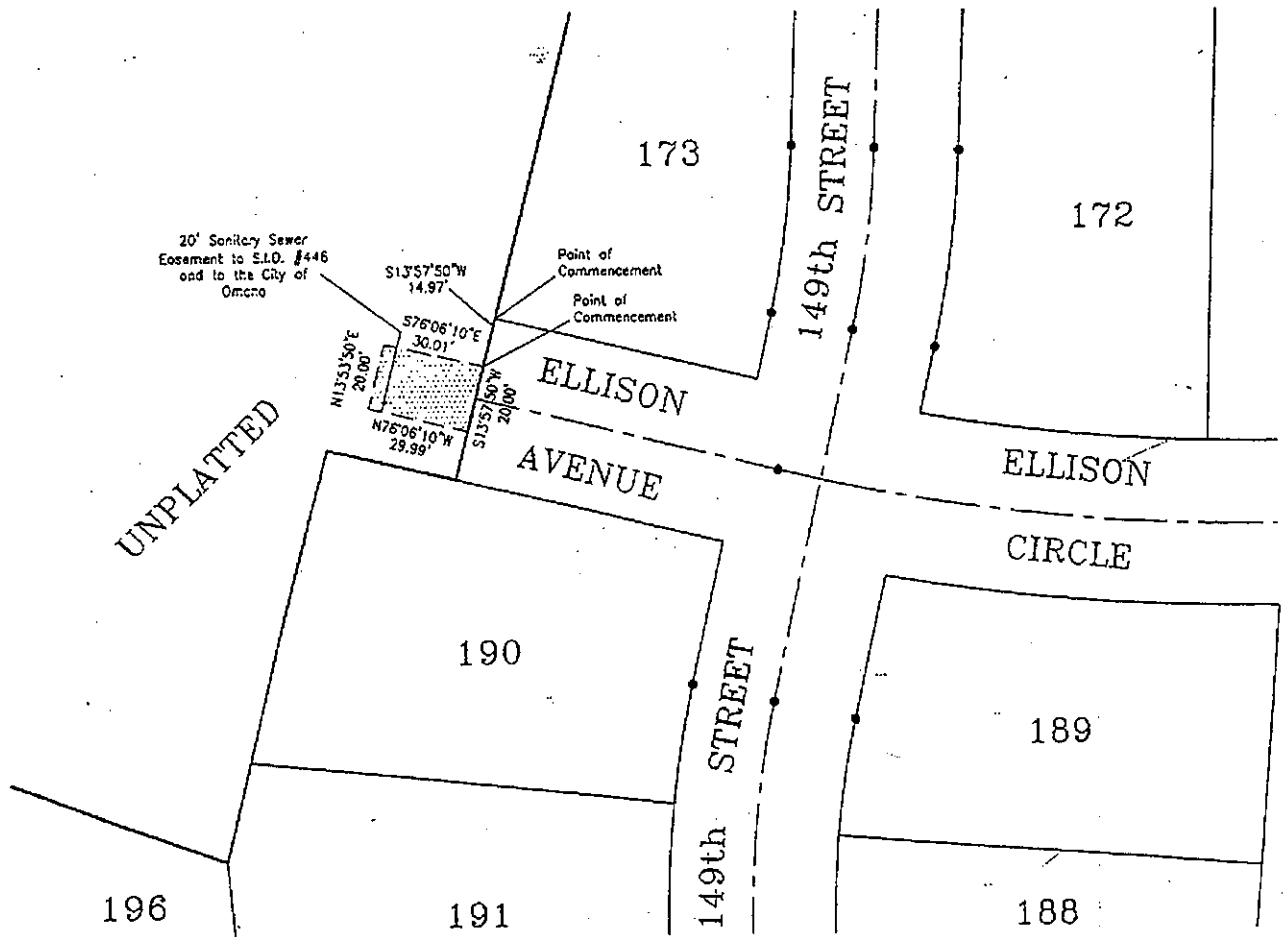 173
149th STREET
172
20' Sanitary Sewer
Easement to S.I.D. #446
and to the City of
Omaha
S13°57'50"W
14.97'
Point of
Commencement
Point of
Commencement
S76°06'10"E
30.01'
N13°53'50"E
20.00'
N76°06'10"W
29.99'
S13°57'50"W
20.00'
ELLISON
AVENUE
ELLISON
CIRCLE
UNPLATTED
190
149th STREET
189
196
191
188